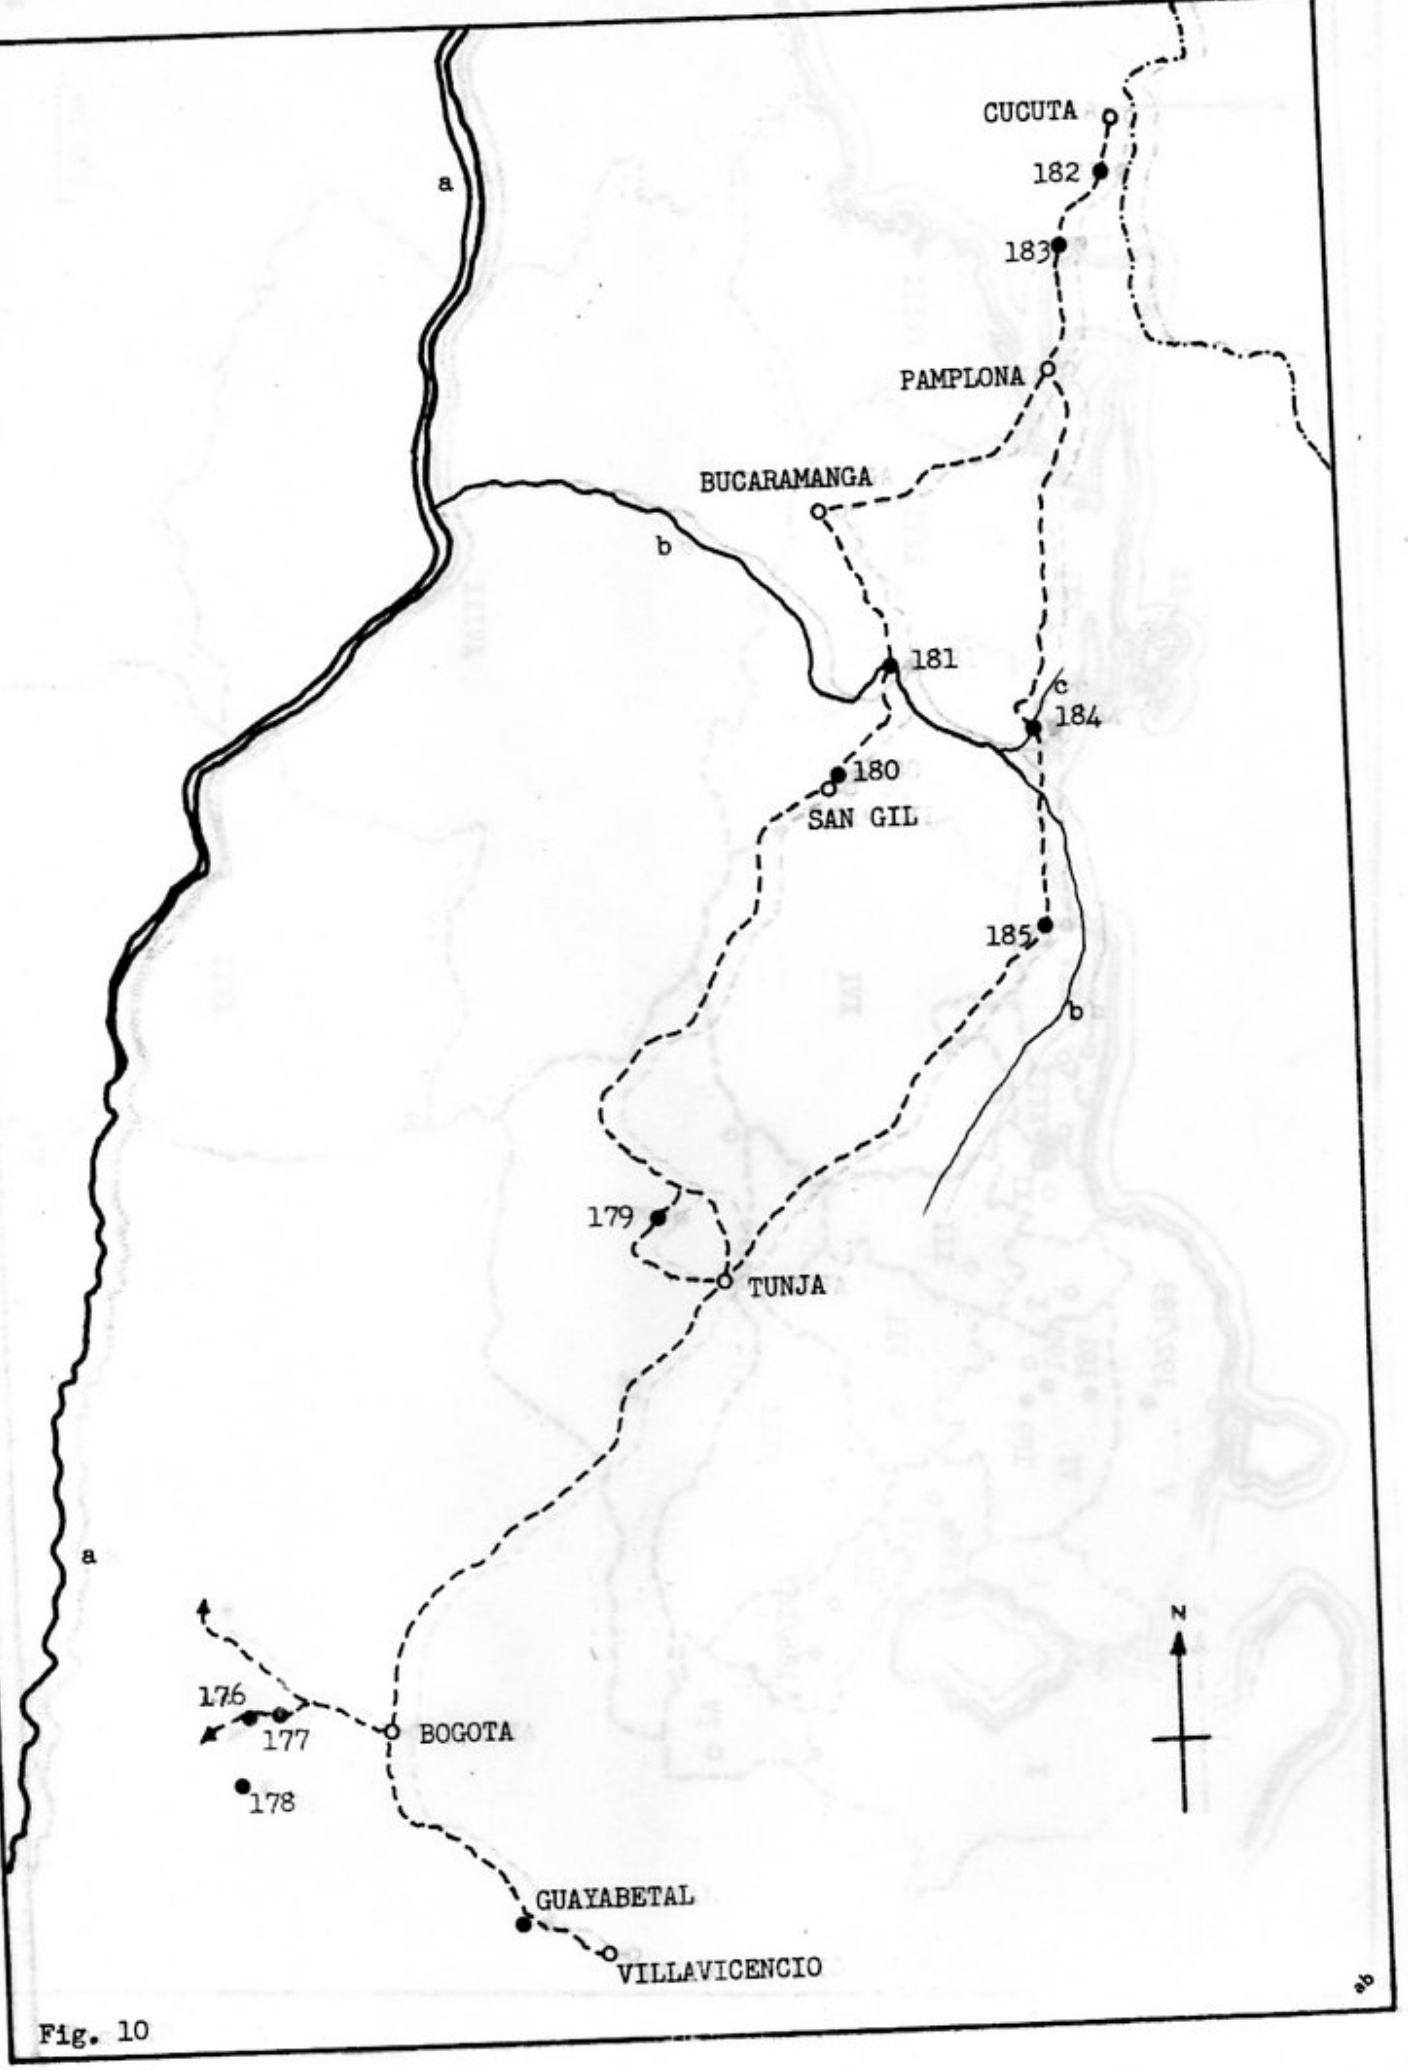 a
CUCUTA
182
183
PAMPLONA
BUCARAMANGA
b
181
c
184
180
SAN GIL
185
b
179
TUNJA
a
N
176
177
BOGOTA
178
GUAYABETAL
VILLAVICENCIO
ab
Fig. 10